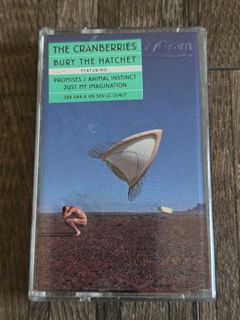 THE CRANBERRIES
BURY THE HATCHET
FEATURING:
PROMISES / ANIMAL INSTINCT
JUST MY IMAGINATION